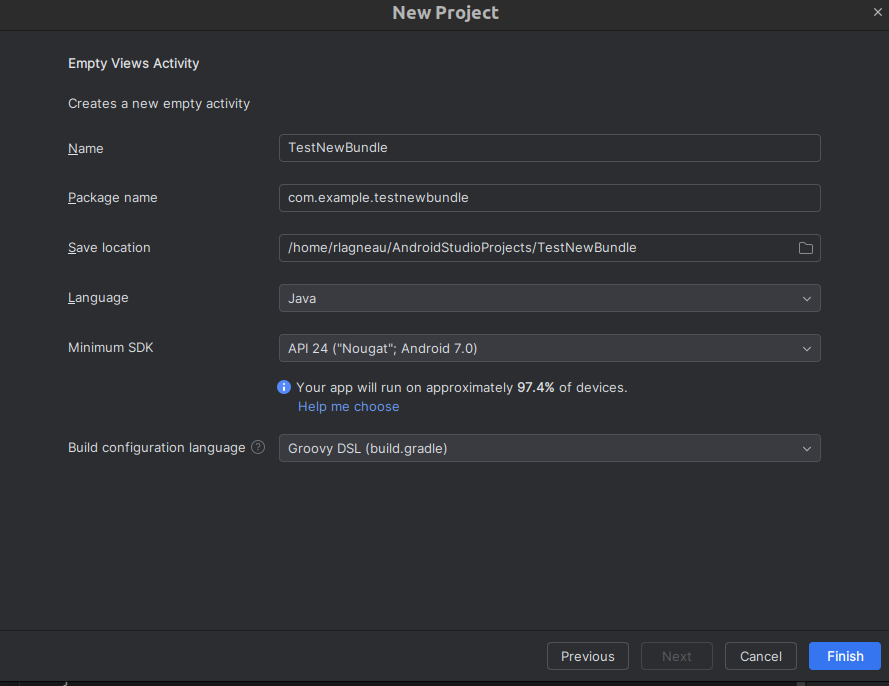 New Project
Empty Views Activity
Creates a new empty activity
Name TestNewBundle
Package name com.example.testnewbundle
Save location /home/rlagneau/AndroidStudioProjects/TestNewBundle
Language Java
Minimum SDK API 24 ("Nougat"; Android 7.0)
Your app will run on approximately 97.4% of devices.
Help me choose
Build configuration language ? Groovy DSL (build.gradle)
Previous Next Cancel Finish